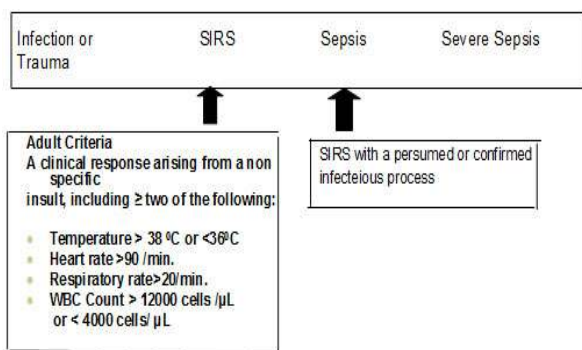 Infection or Trauma
SIRS
Sepsis
Severe Sepsis
Adult Criteria
A clinical response arising from a non
specific
insult, including ≥ two of the following:
Temperature > 38 ⁰C or <36⁰C
Heart rate >90 /min.
Respiratory rate>20/min.
WBC Count > 12000 cells /µL
or < 4000 cells/ µL
SIRS with a persumed or confirmed
infecteious process